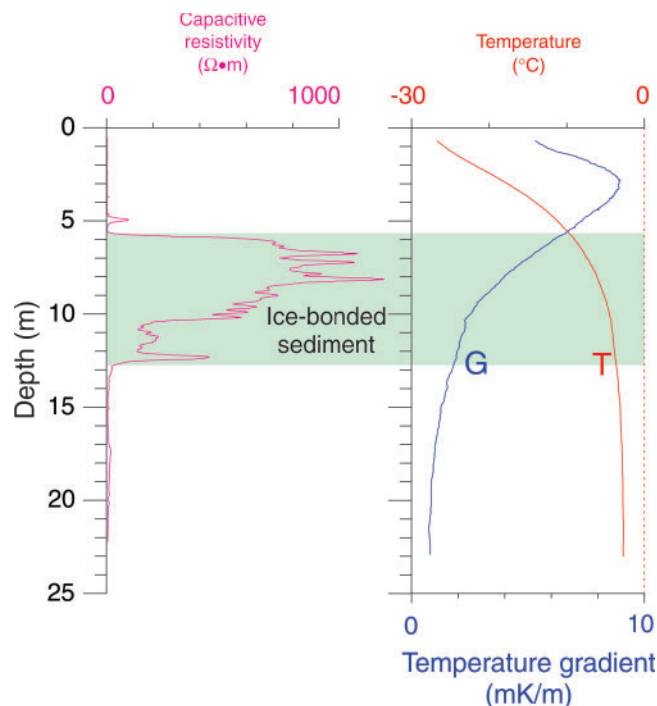 Capacitive
resistivity
(Ω•m)
Temperature
(°C)
0 1000 -30 0
0
5
10
15
20
25
Depth (m)
Ice-bonded
sediment
G T
0 10
Temperature gradient
(mK/m)